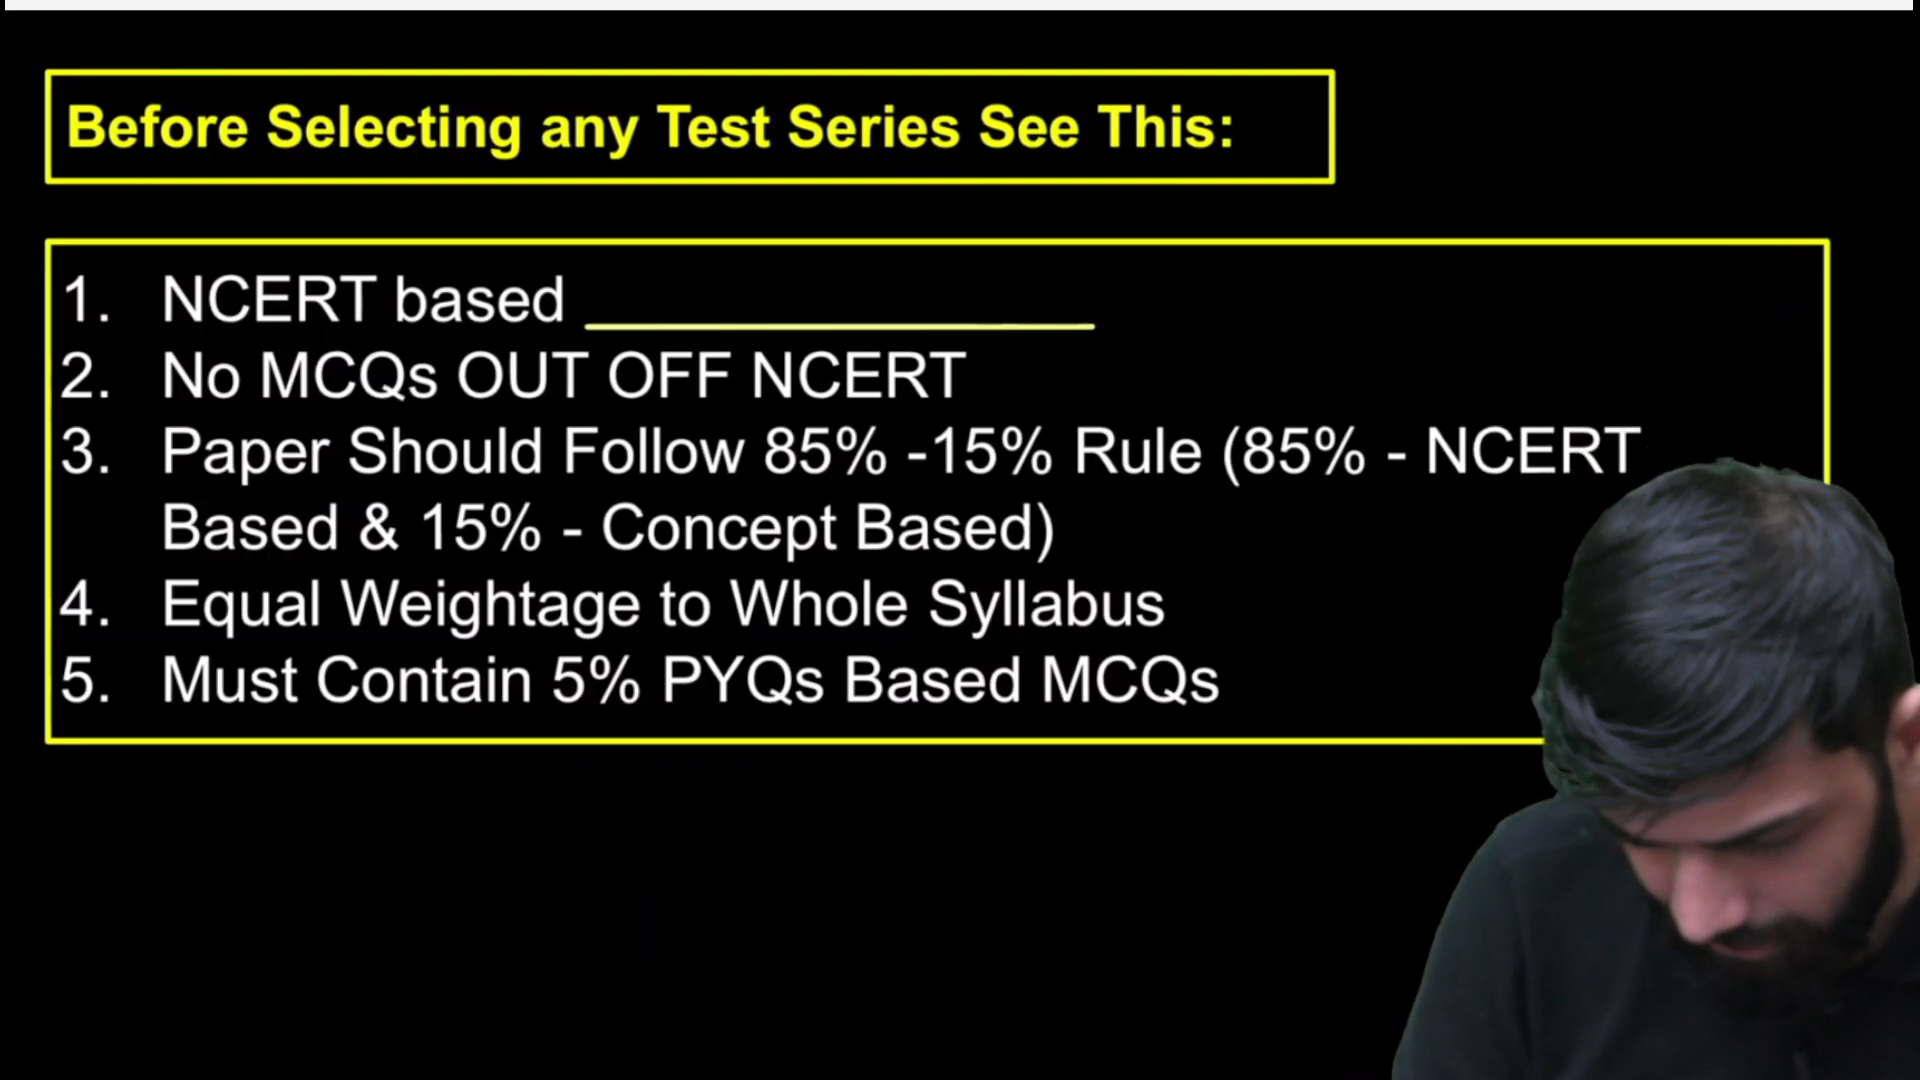 Before Selecting any Test Series See This:
1. NCERT based
2. No MCQs OUT OFF NCERT
3. Paper Should Follow 85% -15% Rule (85% - NCERT
Based & 15% - Concept Based)
4. Equal Weightage to Whole Syllabus
5. Must Contain 5% PYQs Based MCQs